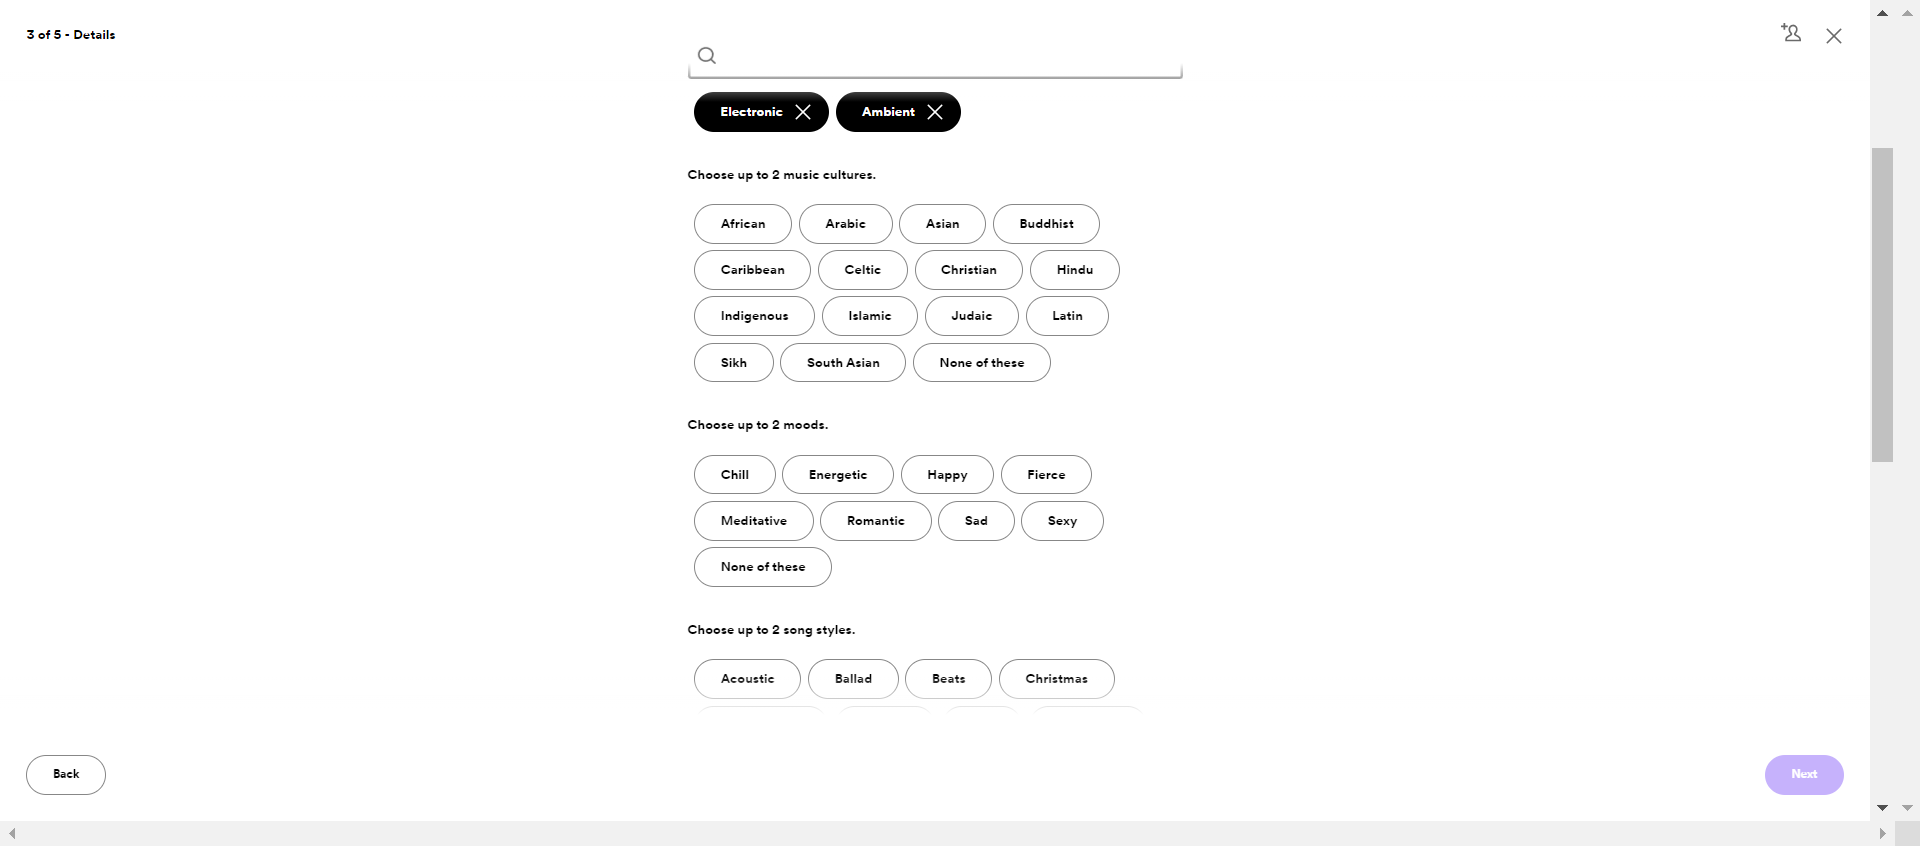 3 of 5 - Details
Electronic Ambient
Choose up to 2 music cultures.
African Arabic Asian Buddhist
Caribbean Celtic Christian Hindu
Indigenous Islamic Judaic Latin
Sikh South Asian None of these
Choose up to 2 moods.
Chill Energetic Happy Fierce
Meditative Romantic Sad Sexy
None of these
Choose up to 2 song styles.
Acoustic Ballad Beats Christmas
Back Next